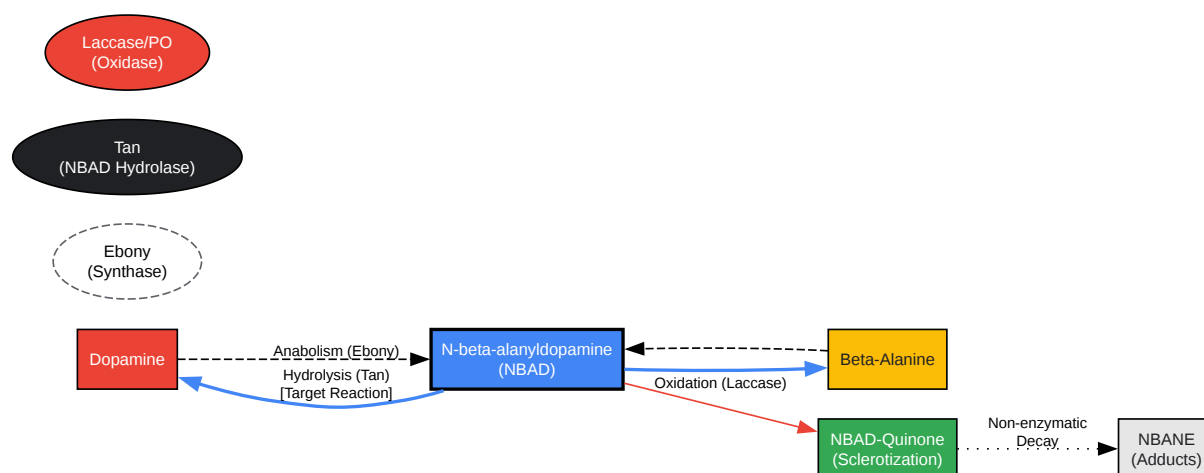 Laccase/PO
(Oxidase)
Tan
(NBAD Hydrolase)
Ebony
(Synthase)
Dopamine
Anabolism (Ebony)
Hydrolysis (Tan)
[Target Reaction]
N-beta-alanyldopamine
(NBAD)
Oxidation (Laccase)
Beta-Alanine
NBAD-Quinone
(Sclerotization)
Non-enzymatic
Decay
NBANE
(Adducts)